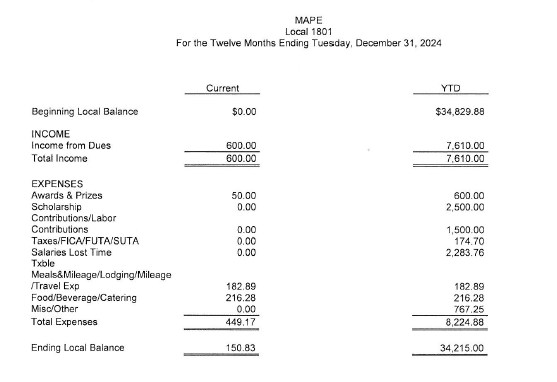 MAPE
Local 1801
For the Twelve Months Ending Tuesday, December 31, 2024
Current YTD
Beginning Local Balance $0.00 $34,829.88
INCOME
Income from Dues 600.00 7,610.00
Total Income 600.00 7,610.00
EXPENSES
Awards & Prizes 50.00 600.00
Scholarship 0.00 2,500.00
Contributions/Labor
Contributions 0.00 1,500.00
Taxes/FICA/FUTA/SUTA 0.00 174.70
Salaries Lost Time 0.00 2,283.76
Txble
Meals&Mileage/Lodging/Mileage
/Travel Exp 182.89 182.89
Food/Beverage/Catering 216.28 216.28
Misc/Other 0.00 767.25
Total Expenses 449.17 8,224.88
Ending Local Balance 150.83 34,215.00